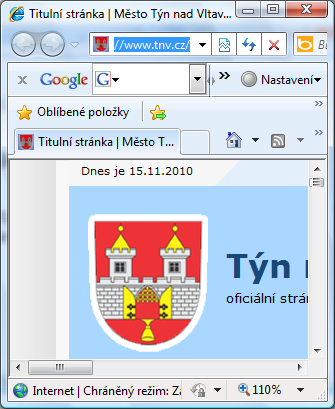 Titulní stránka | Město Týn nad Vltav...
//www.tnv.cz/
Google G Nastavení
Oblíbené položky
Titulní stránka | Město T...
Dnes je 15.11.2010
Týn
oficiální strán
Internet | Chráněný režim: Za 110%